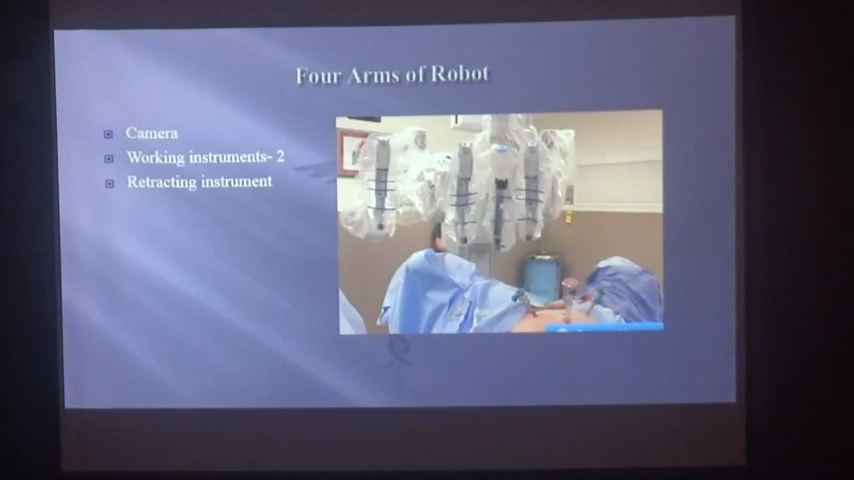 Four Arms of Robot
Camera
Working instruments- 2
Retracting instrument